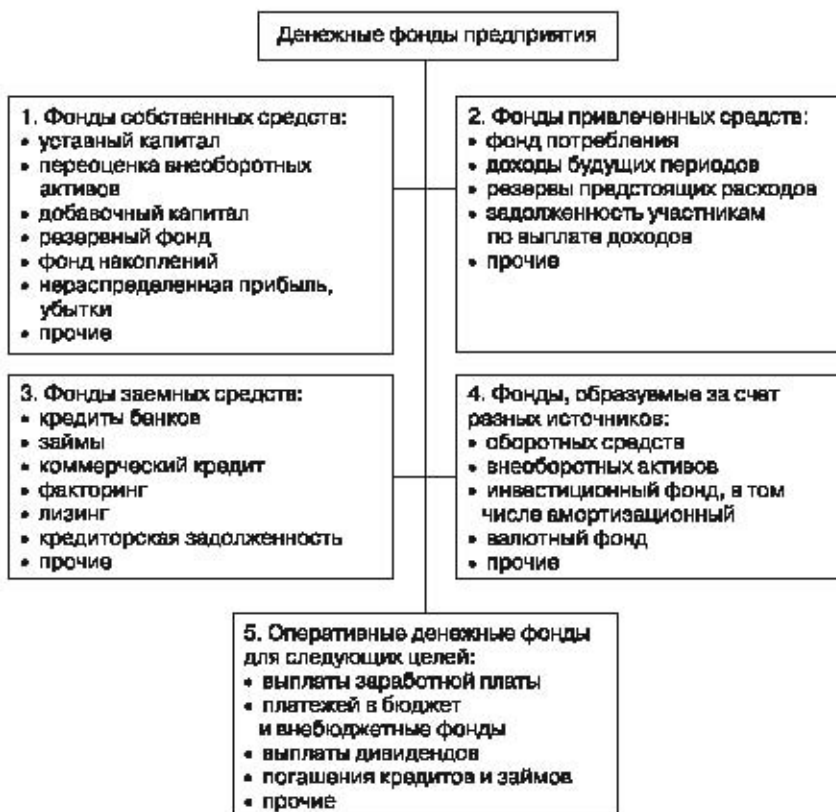 Денежные фонды предприятия
1. Фонды собственных средств:
• уставный капитал
• переоценка внеоборотных
активов
• добавочный капитал
• резервный фонд
• фонд накоплений
• нераспределенная прибыль,
убытки
• прочие
2. Фонды привлеченных средств:
• фонд потребления
• доходы будущих периодов
• резервы предстоящих расходов
• задолженность участникам
по выплате доходов
• прочие
3. Фонды заемных средств:
• кредиты банков
• займы
• коммерческий кредит
• факторинг
• лизинг
• кредиторская задолженность
• прочие
4. Фонды, образуемые за счет
разных источников:
• оборотных средств
• внеоборотных активов
• инвестиционный фонд, в том
числе амортизационный
• валютный фонд
• прочие
5. Оперативные денежные фонды
для следующих целей:
• выплаты заработной платы
• платежей в бюджет
и внебюджетные фонды
• выплаты дивидендов
• погашения кредитов и займов
• прочие